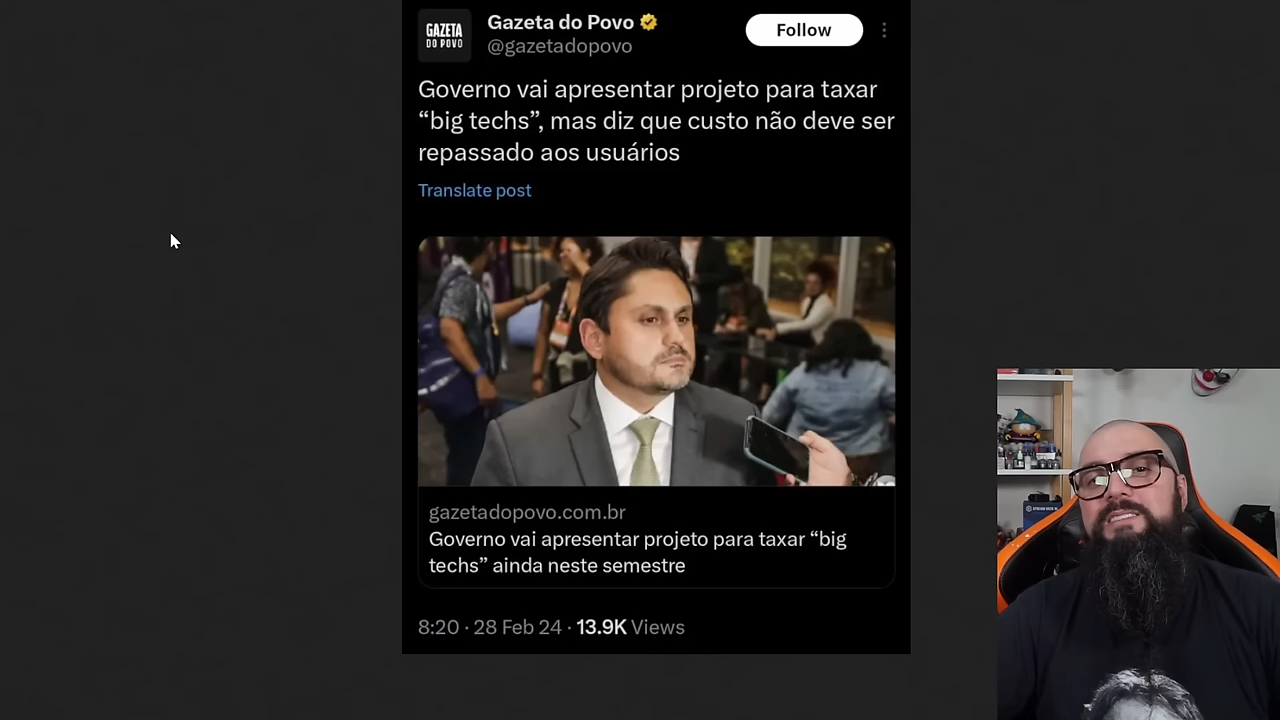 GAZETA
DO POVO
Gazeta do Povo
@gazetadopovo
Follow
Governo vai apresentar projeto para taxar
“big techs”, mas diz que custo não deve ser
repassado aos usuários
Translate post
gazetadopovo.com.br
Governo vai apresentar projeto para taxar “big
techs” ainda neste semestre
8:20 · 28 Feb 24 · 13.9K Views